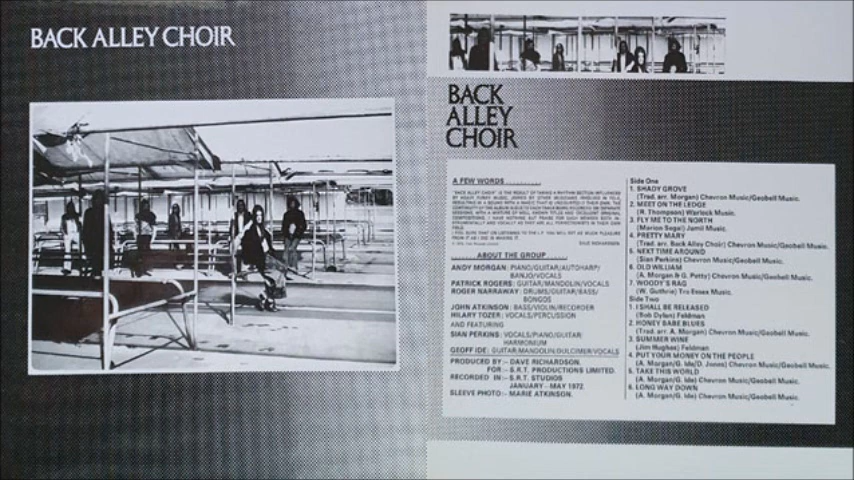 BACK ALLEY CHOIR
BACK
ALLEY
CHOIR
A FEW WORDS
ABOUT THE GROUP
ANDY MORGAN: PIANO/GUITAR/AUTOHARP/
BANJO/VOCALS
PATRICK ROGERS: GUITAR/MANDOLIN/VOCALS
ROGER NARRAWAY: DRUMS/GUITAR/BASS/
BONGOS
JOHN ATKINSON: BASS/VIOLIN/RECORDER
HILARY TOZER: VOCALS/PERCUSSION
AND FEATURING
SIAN PERKINS: VOCALS/PIANO/GUITAR/
HARMONIUM
GEOFF IDE: GUITAR/MANDOLIN/DULCIMER/VOCALS
PRODUCED BY :- DAVE RICHARDSON.
FOR :- S.R.T. PRODUCTIONS LIMITED.
RECORDED IN :- S.R.T. STUDIOS
JANUARY - MAY 1972.
SLEEVE PHOTO:- MARIE ATKINSON.
Side One
1. SHADY GROVE
(Trad. arr. Morgan) Chevron Music/Geobell Music.
2. MEET ON THE LEDGE
(R. Thompson) Warlock Music.
3. FLY ME TO THE NORTH
(Marion Segal) Jamil Music.
4. PRETTY MARY
(Trad. arr. Back Alley Choir) Chevron Music/Geobell Music.
5. NEXT TIME AROUND
(Sian Perkins) Chevron Music/Geobell Music.
6. OLD WILLIAM
(A. Morgan & G. Petty) Chevron Music/Geobell Music.
7. WOODY'S RAG
(W. Guthrie) Tro Essex Music.
Side Two
1. I SHALL BE RELEASED
(Bob Dylan) Feldman
2. HONEY BABE BLUES
(Trad. arr. A. Morgan) Chevron Music/Geobell Music.
3. SUMMER WINE
(Jim Hughes) Feldman
4. PUT YOUR MONEY ON THE PEOPLE
(A. Morgan/G. Ide/D. Jones) Chevron Music/Geobell Music.
5. TAKE THIS WORLD
(A. Morgan/G. Ide) Chevron Music/Geobell Music.
6. LONG WAY DOWN
(A. Morgan/G. Ide) Chevron Music/Geobell Music.